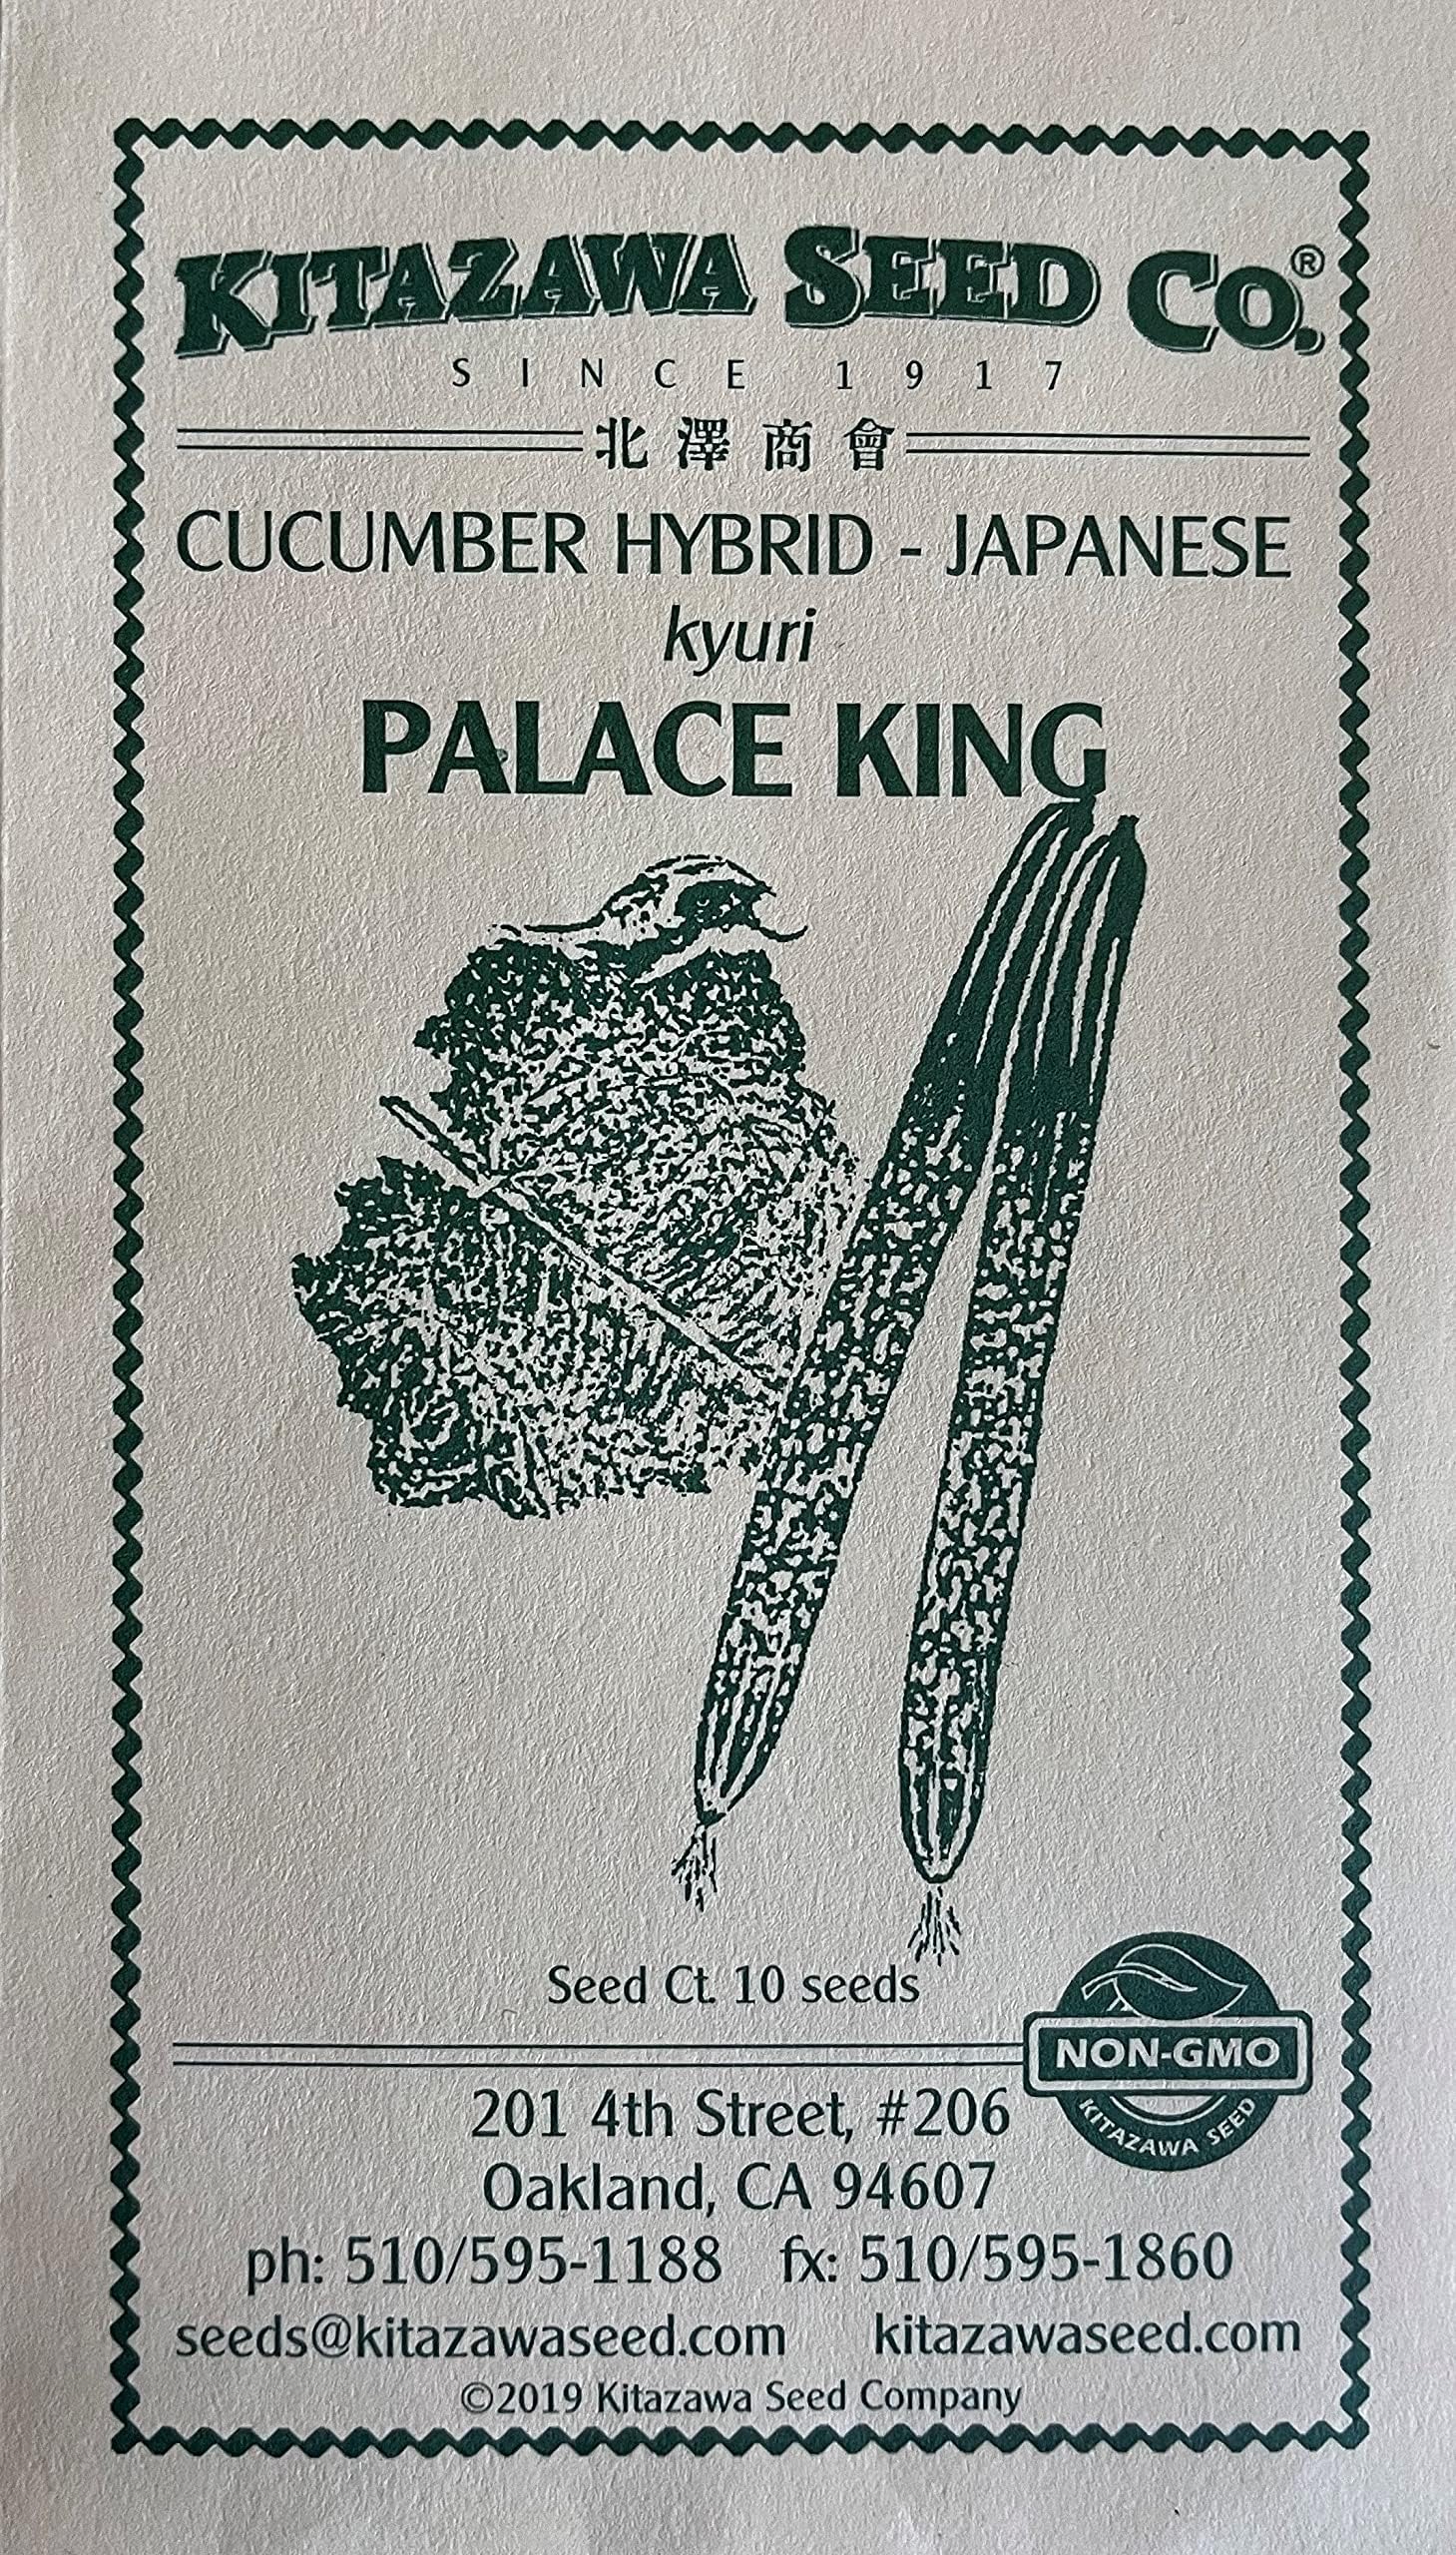 KITAZAWA SEED CO.®
SINCE 1917
北澤商會
CUCUMBER HYBRID - JAPANESE
kyuri
PALACE KING
Seed Ct. 10 seeds
NON-GMO
KITAZAWA SEED
201 4th Street, #206
Oakland, CA 94607
ph: 510/595-1188 fx: 510/595-1860
seeds@kitazawaseed.com kitazawaseed.com
©2019 Kitazawa Seed Company